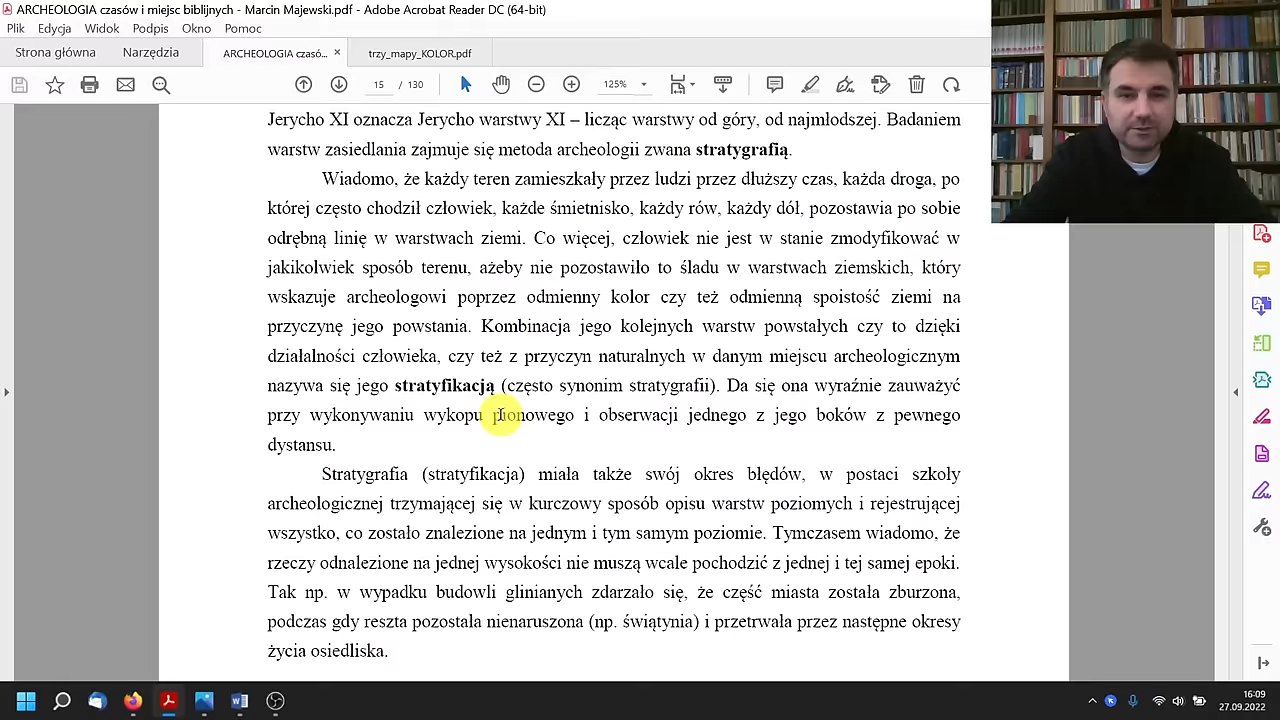 ARCHEOLOGIA czasów i miejsc biblijnych - Marcin Majewski.pdf - Adobe Acrobat Reader DC (64-bit)
Plik Edycja Widok Podpis Okno Pomoc
Strona główna Narzędzia ARCHEOLOGIA czasó... × trzy_mapy_KOLOR.pdf
15 / 130 125%
Jerycho XI oznacza Jerycho warstwy XI – licząc warstwy od góry, od najmłodszej. Badaniem
warstw zasiedlania zajmuje się metoda archeologii zwana stratygrafią.
Wiadomo, że każdy teren zamieszkały przez ludzi przez dłuższy czas, każda droga, po
której często chodził człowiek, każde śmietnisko, każdy rów, każdy dół, pozostawia po sobie
odrębną linię w warstwach ziemi. Co więcej, człowiek nie jest w stanie zmodyfikować w
jakikolwiek sposób terenu, ażeby nie pozostawiło to śladu w warstwach ziemskich, który
wskazuje archeologowi poprzez odmienny kolor czy też odmienną spoistość ziemi na
przyczynę jego powstania. Kombinacja jego kolejnych warstw powstałych czy to dzięki
działalności człowieka, czy też z przyczyn naturalnych w danym miejscu archeologicznym
nazywa się jego stratyfikacją (często synonim stratygrafii). Da się ona wyraźnie zauważyć
przy wykonywaniu wykopu pionowego i obserwacji jednego z jego boków z pewnego
dystansu.
Stratygrafia (stratyfikacja) miała także swój okres błędów, w postaci szkoły
archeologicznej trzymającej się w kurczowy sposób opisu warstw poziomych i rejestrującej
wszystko, co zostało znalezione na jednym i tym samym poziomie. Tymczasem wiadomo, że
rzeczy odnalezione na jednej wysokości nie muszą wcale pochodzić z jednej i tej samej epoki.
Tak np. w wypadku budowli glinianych zdarzało się, że część miasta została zburzona,
podczas gdy reszta pozostała nienaruszona (np. świątynia) i przetrwała przez następne okresy
życia osiedliska.
16:09
27.09.2022